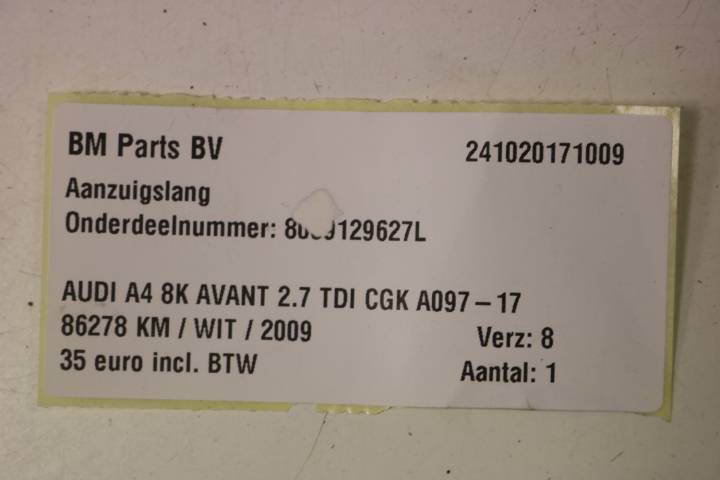 BM Parts BV 241020171009
Aanzuigslang
Onderdeelnummer:
AUDI A4 8K AVANT 2.7 TDI CGK A097 – 17
86278 KM / WIT / 2009 Verz: 8
35 euro incl. BTW Aantal: 1